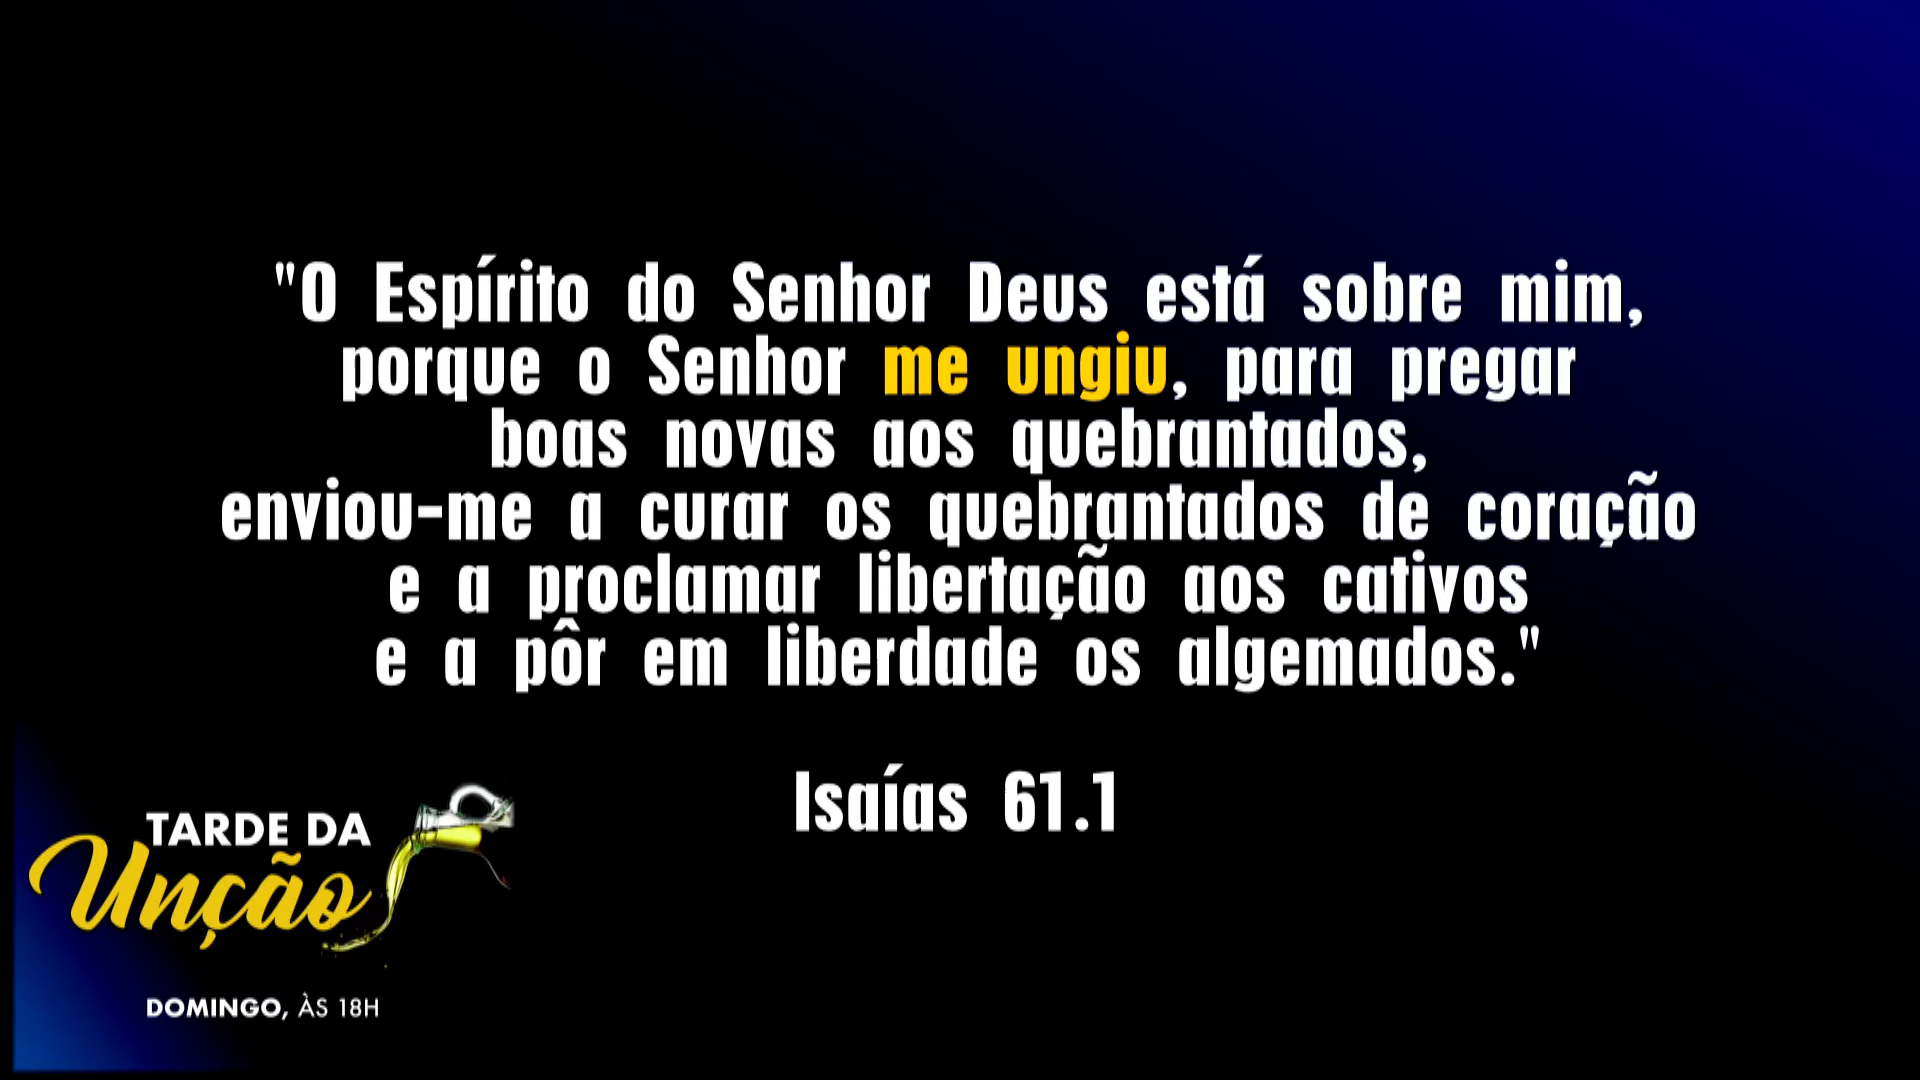 "O Espírito do Senhor Deus está sobre mim,
porque o Senhor me ungiu, para pregar
boas novas aos quebrantados,
enviou-me a curar os quebrantados de coração
e a proclamar libertação aos cativos
e a pôr em liberdade os algemados."
Isaías 61.1
TARDE DA
Unção
DOMINGO, ÀS 18H